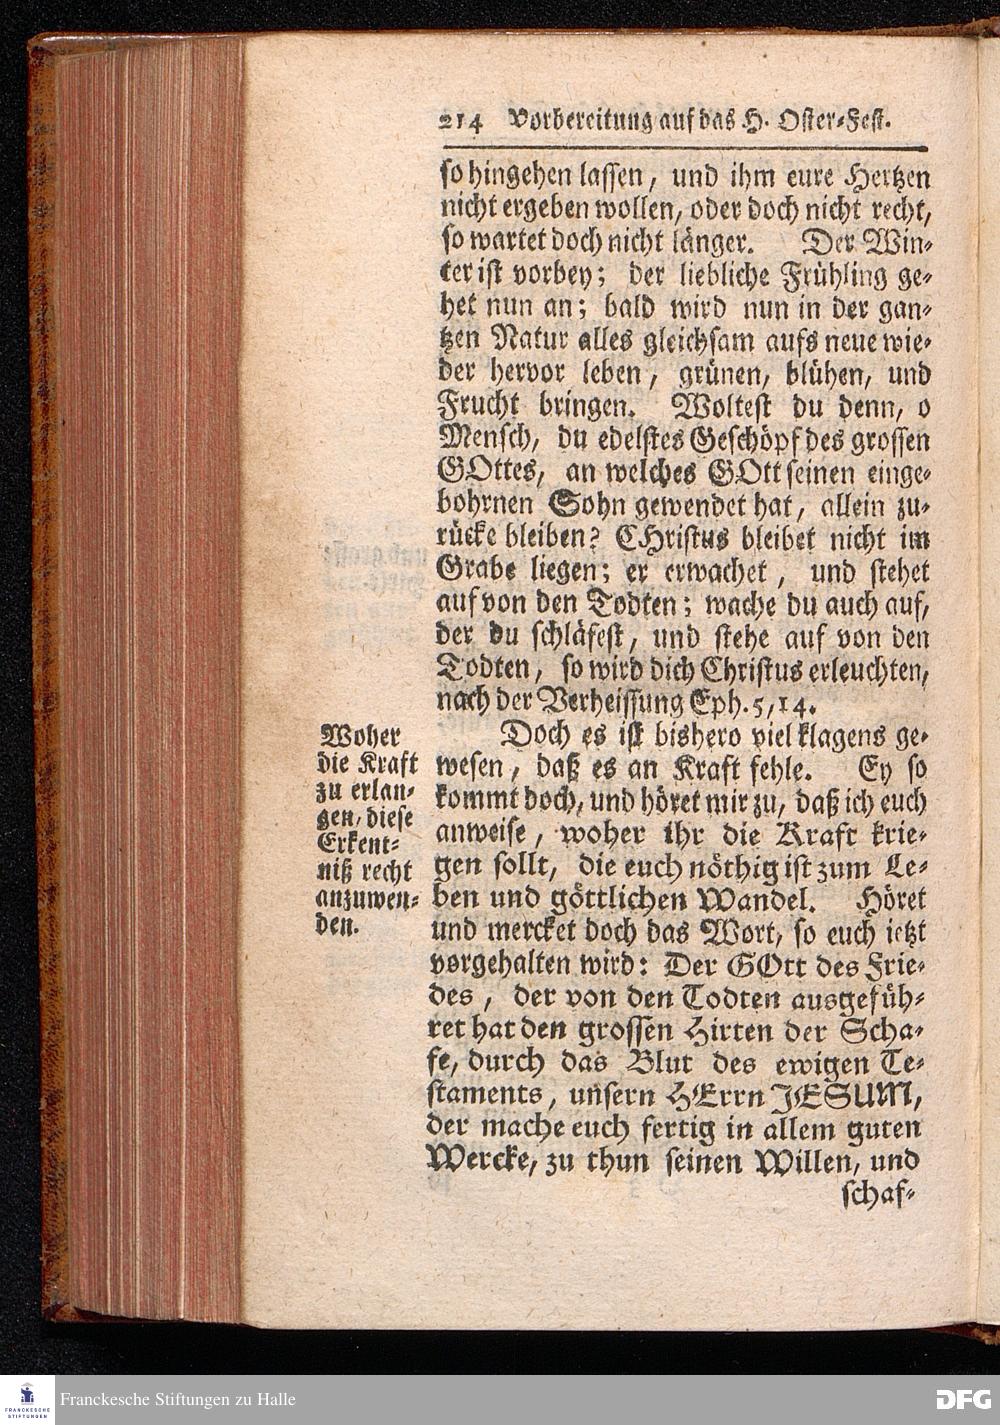 214 Vorbereitung auf das H. Oster-Fest.
so hingehen lassen, und ihm eure Hertzen
nicht ergeben wollen, oder doch nicht recht,
so wartet doch nicht länger. Der Win-
ter ist vorbey; der liebliche Frühling ge-
het nun an; bald wird nun in der gan-
tzen Natur alles gleichsam aufs neue wie-
der hervor leben, grünen, blühen, und
Frucht bringen. Woltest du denn, o
Mensch, du edelstes Geschöpf des grossen
GOttes, an welches GOtt seinen einge-
bohrnen Sohn gewendet hat, allein zu-
rücke bleiben? CHristus bleibet nicht im
Grabe liegen; er erwachet, und stehet
auf von den Todten; wache du auch auf,
der du schläfest, und stehe auf von den
Todten, so wird dich Christus erleuchten,
nach der Verheissung Eph. 5, 14.
Woher
die Kraft
zu erlan-
gen, diese
Erkent-
niß recht
anzuwen-
den.
Doch es ist bishero viel klagens ge-
wesen, daß es an Kraft fehle. Ey so
kommt doch, und höret mir zu, daß ich euch
anweise, woher ihr die Kraft krie-
gen sollt, die euch nöthig ist zum Le-
ben und göttlichen Wandel. Höret
und mercket doch das Wort, so euch ietzt
vorgehalten wird: Der GOtt des Frie-
des, der von den Todten ausgefüh-
ret hat den grossen Hirten der Scha-
fe, durch das Blut des ewigen Te-
staments, unsern HErrn JESUM,
der mache euch fertig in allem guten
Wercke, zu thun seinen Willen, und
schaf-
FRANCKESCHE
STIFTUNGEN
Franckesche Stiftungen zu Halle
DFG